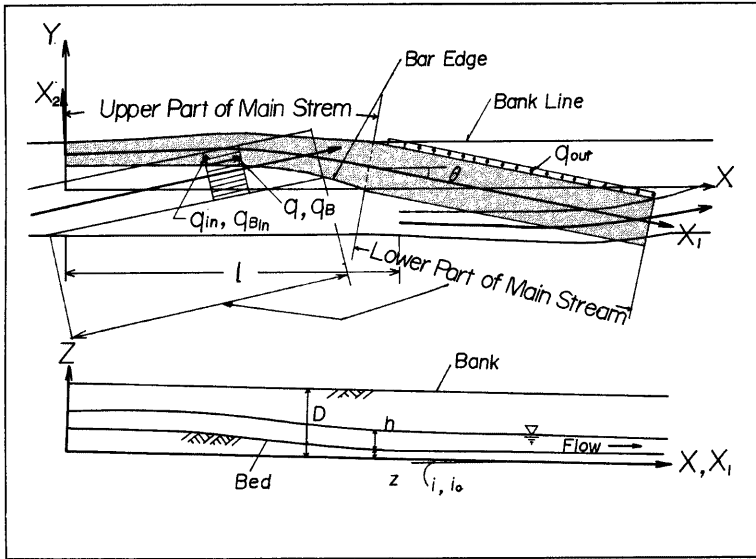 Y
Bar Edge
X₂
Upper Part of Main Strem
Bank Line
qout
X
θ
q, qB
qin, qBin
X₁
l
Lower Part of Main Stream
Z
Bank
D
h
Flow
Bed
z
i, i₀
X, X₁